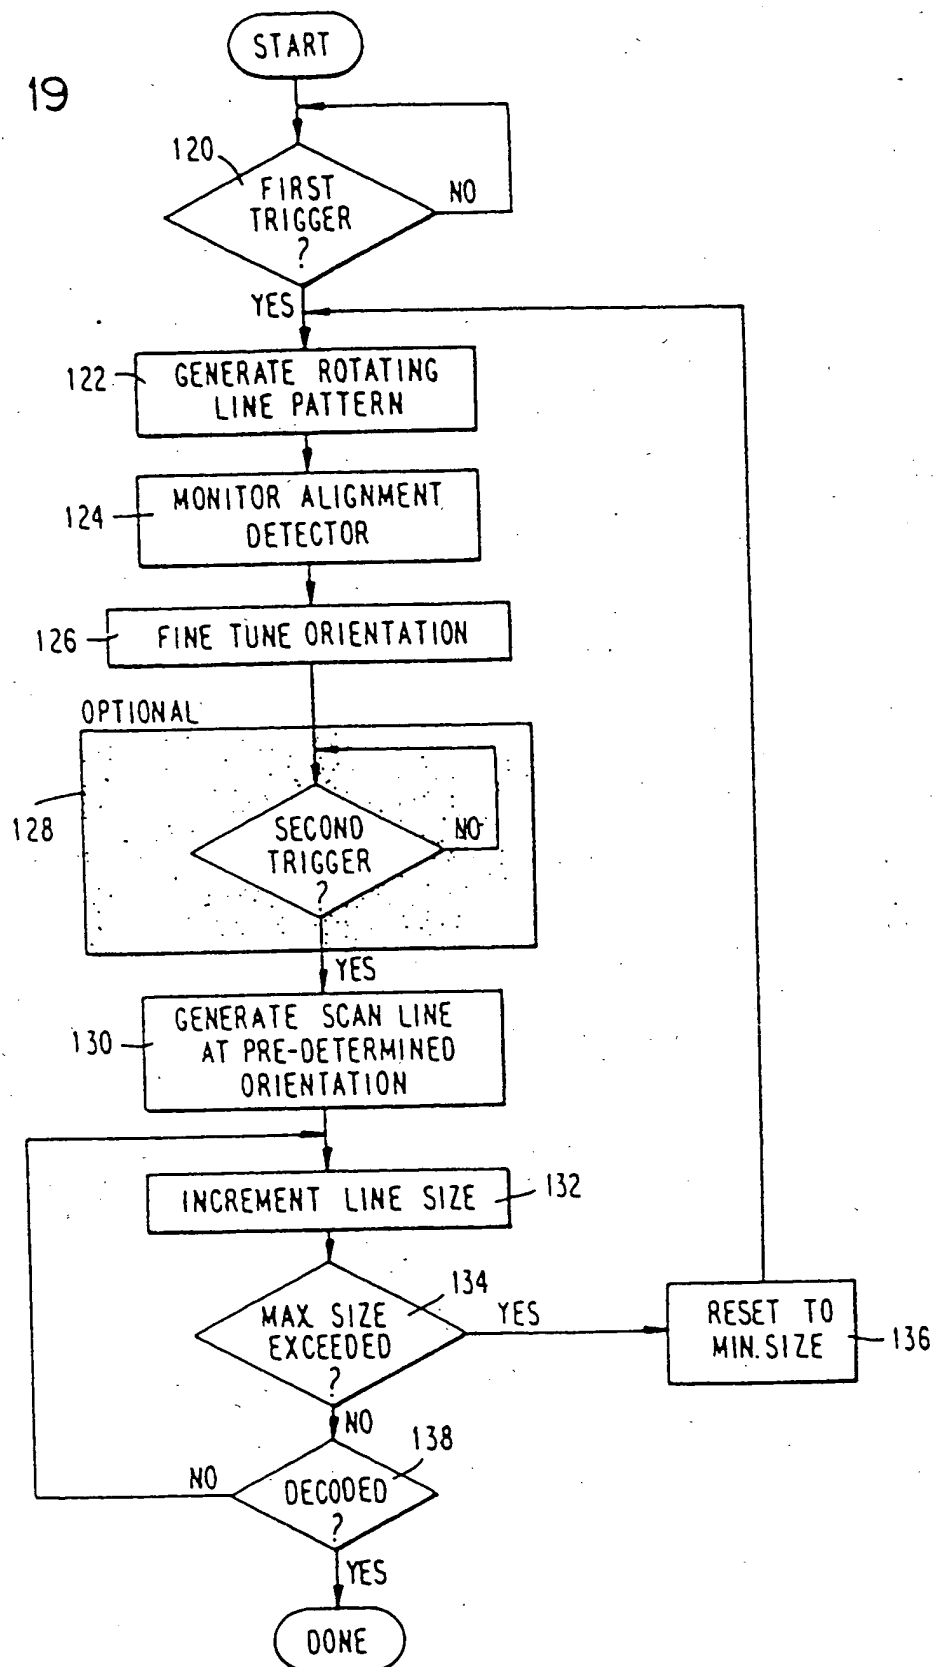 19
START
120
FIRST
TRIGGER
?
NO
YES
122
GENERATE ROTATING
LINE PATTERN
124
MONITOR ALIGNMENT
DETECTOR
126
FINE TUNE ORIENTATION
OPTIONAL
128
SECOND
TRIGGER
?
NO
YES
130
GENERATE SCAN LINE
AT PRE-DETERMINED
ORIENTATION
INCREMENT LINE SIZE
132
134
MAX SIZE
EXCEEDED
?
YES
RESET TO
MIN. SIZE
136
NO
138
DECODED
?
NO
YES
DONE